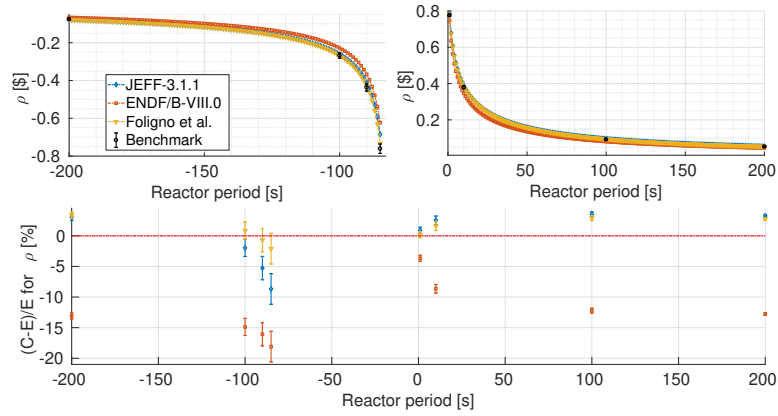 -0.2
-0.4
-0.6
-0.8
ρ [$]
JEFF-3.1.1
ENDF/B-VIII.0
Foligno et al.
Benchmark
-200 -150 -100
Reactor period [s]
0.8
0.6
0.4
0.2
ρ [$]
0 50 100 150 200
Reactor period [s]
0
-5
-10
-15
-20
(C-E)/E for ρ [%]
-200 -150 -100 -50 0 50 100 150 200
Reactor period [s]